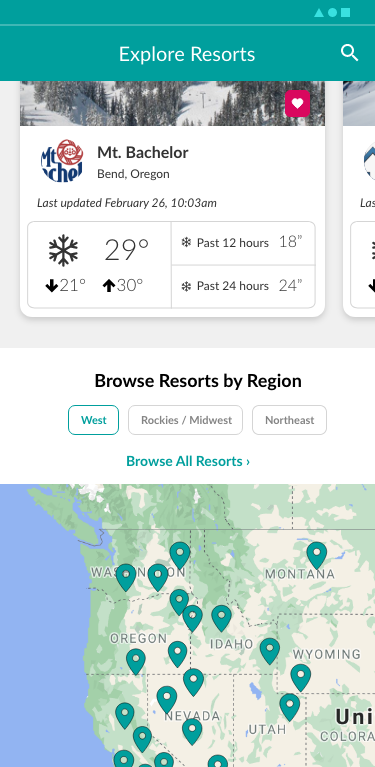 Explore Resorts
Mt. Bachelor
Bend, Oregon
Last updated February 26, 10:03am
Las
29°
21° 30°
Past 12 hours 18”
Past 24 hours 24”
Browse Resorts by Region
West Rockies / Midwest Northeast
Browse All Resorts ›
WASHINGTON
MONTANA
OREGON
IDAHO
WYOMING
NEVADA
UTAH
Uni
COLORA